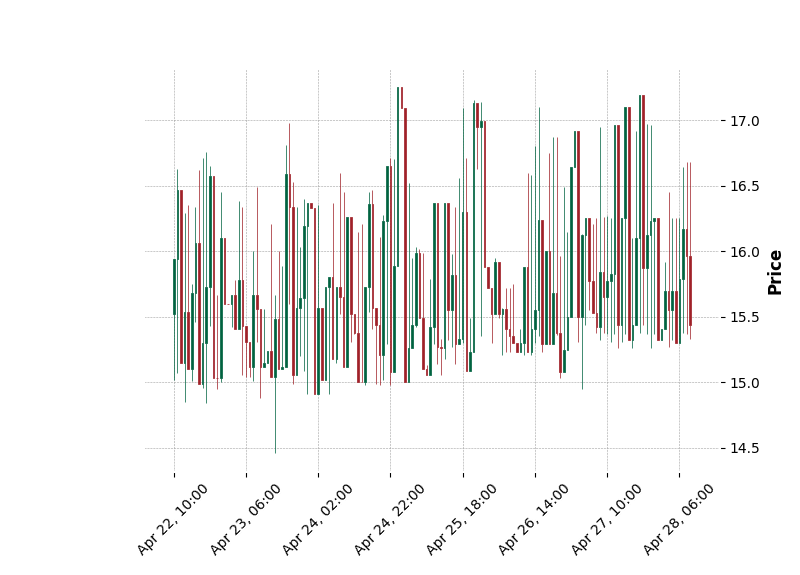 17.0
16.5
16.0
15.5
15.0
14.5
Price
Apr 22, 10:00
Apr 23, 06:00
Apr 24, 02:00
Apr 24, 22:00
Apr 25, 18:00
Apr 26, 14:00
Apr 27, 10:00
Apr 28, 06:00